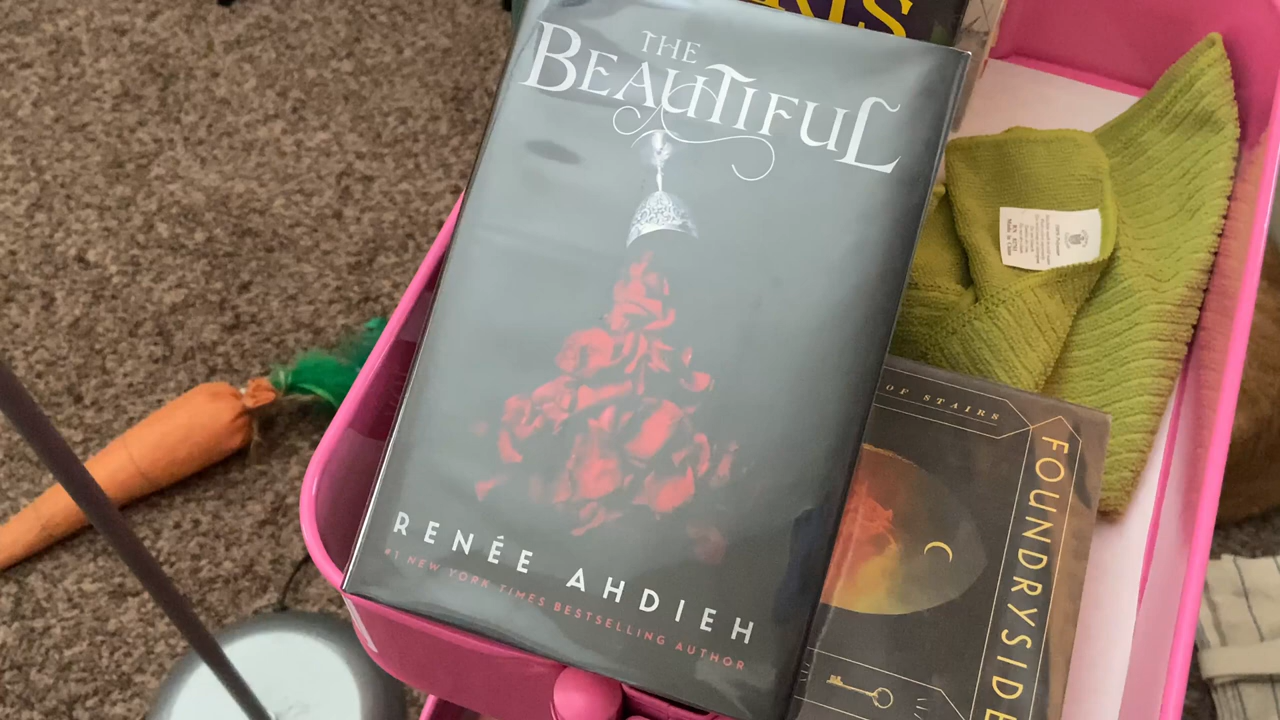 THE
BEAUTIFUL
RENÉE AHDIEH
#1 NEW YORK TIMES BESTSELLING AUTHOR
OF STAIRS
FOUNDRYSIDE